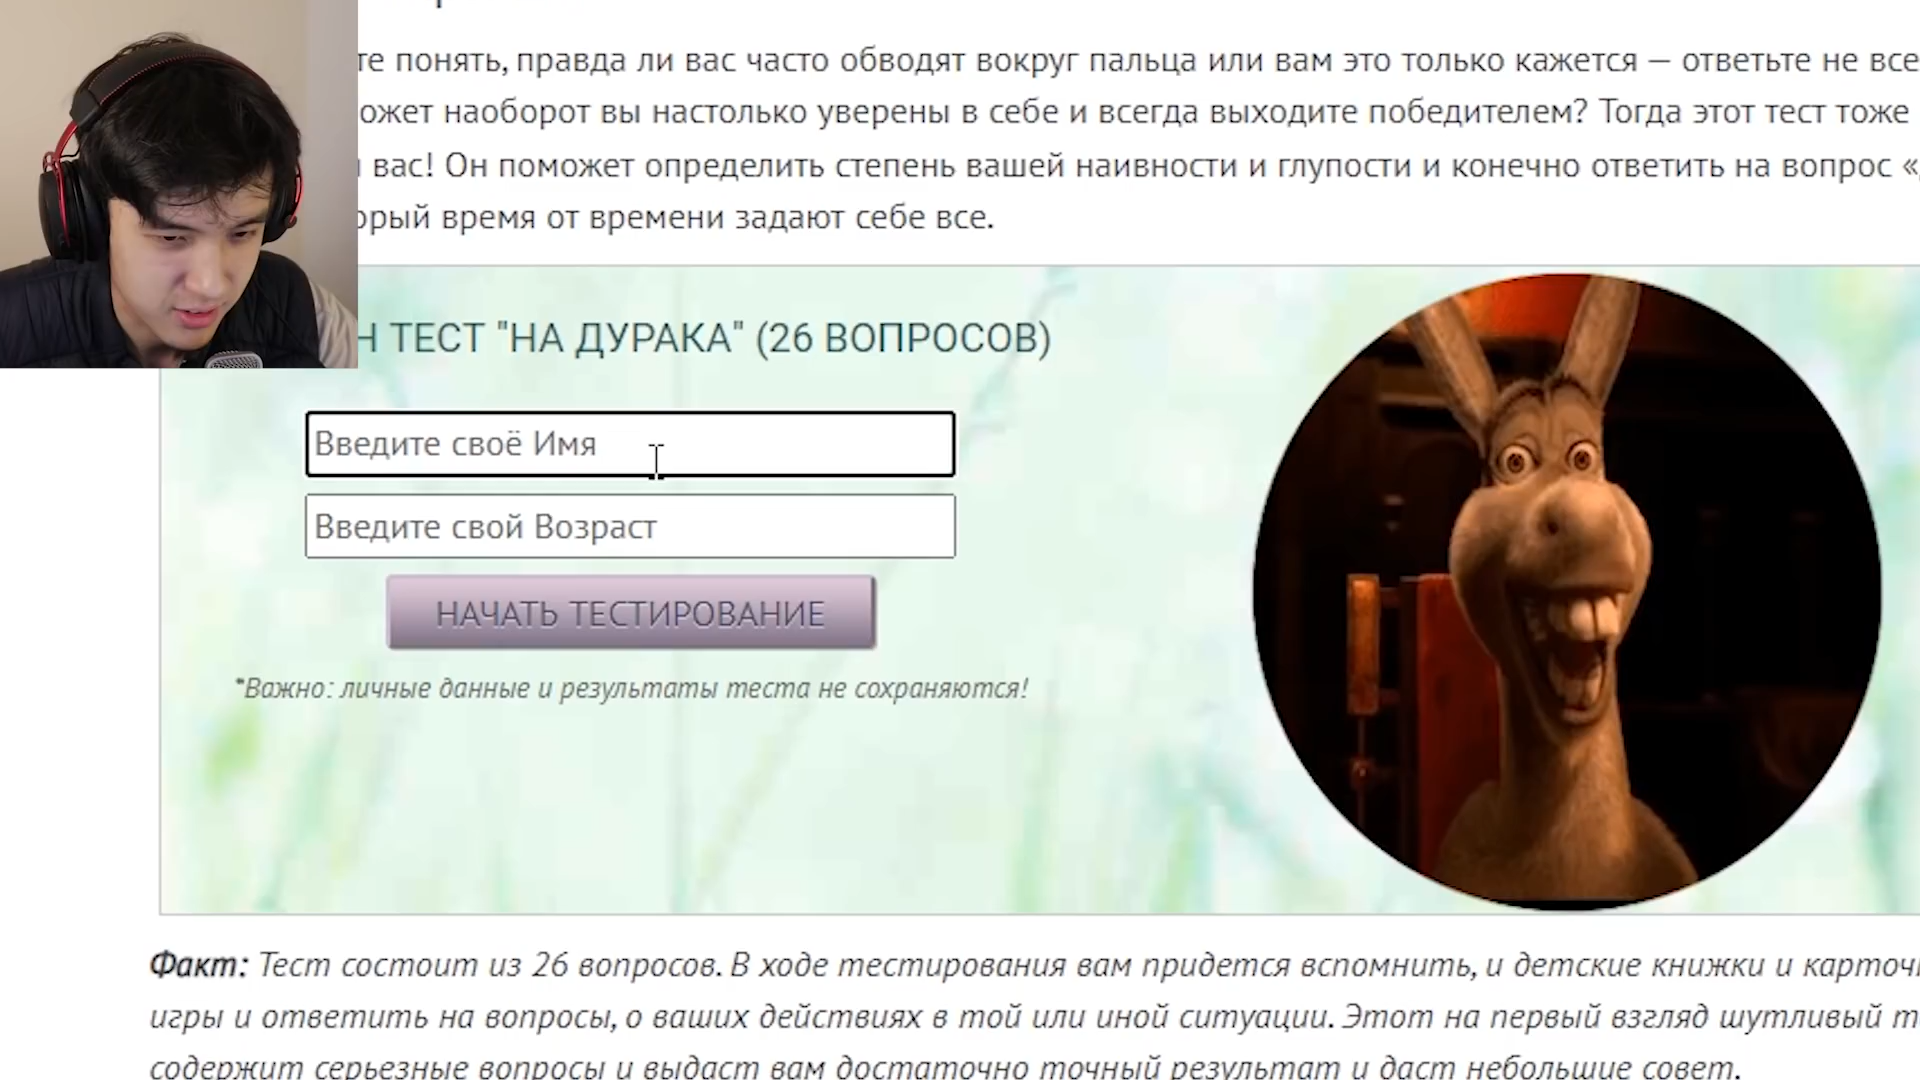 те понять, правда ли вас часто обводят вокруг пальца или вам это только кажется — ответьте не все
ожет наоборот вы настолько уверены в себе и всегда выходите победителем? Тогда этот тест тоже
вас! Он поможет определить степень вашей наивности и глупости и конечно ответить на вопрос «
орый время от времени задают себе все.
Н ТЕСТ "НА ДУРАКА" (26 ВОПРОСОВ)
Введите своё Имя
Введите свой Возраст
НАЧАТЬ ТЕСТИРОВАНИЕ
*Важно: личные данные и результаты теста не сохраняются!
Факт: Тест состоит из 26 вопросов. В ходе тестирования вам придется вспомнить, и детские книжки и карточ
игры и ответить на вопросы, о ваших действиях в той или иной ситуации. Этот на первый взгляд шутливый т
содержит серьезные вопросы и выдаст вам достаточно точный результат и даст небольшие совет.